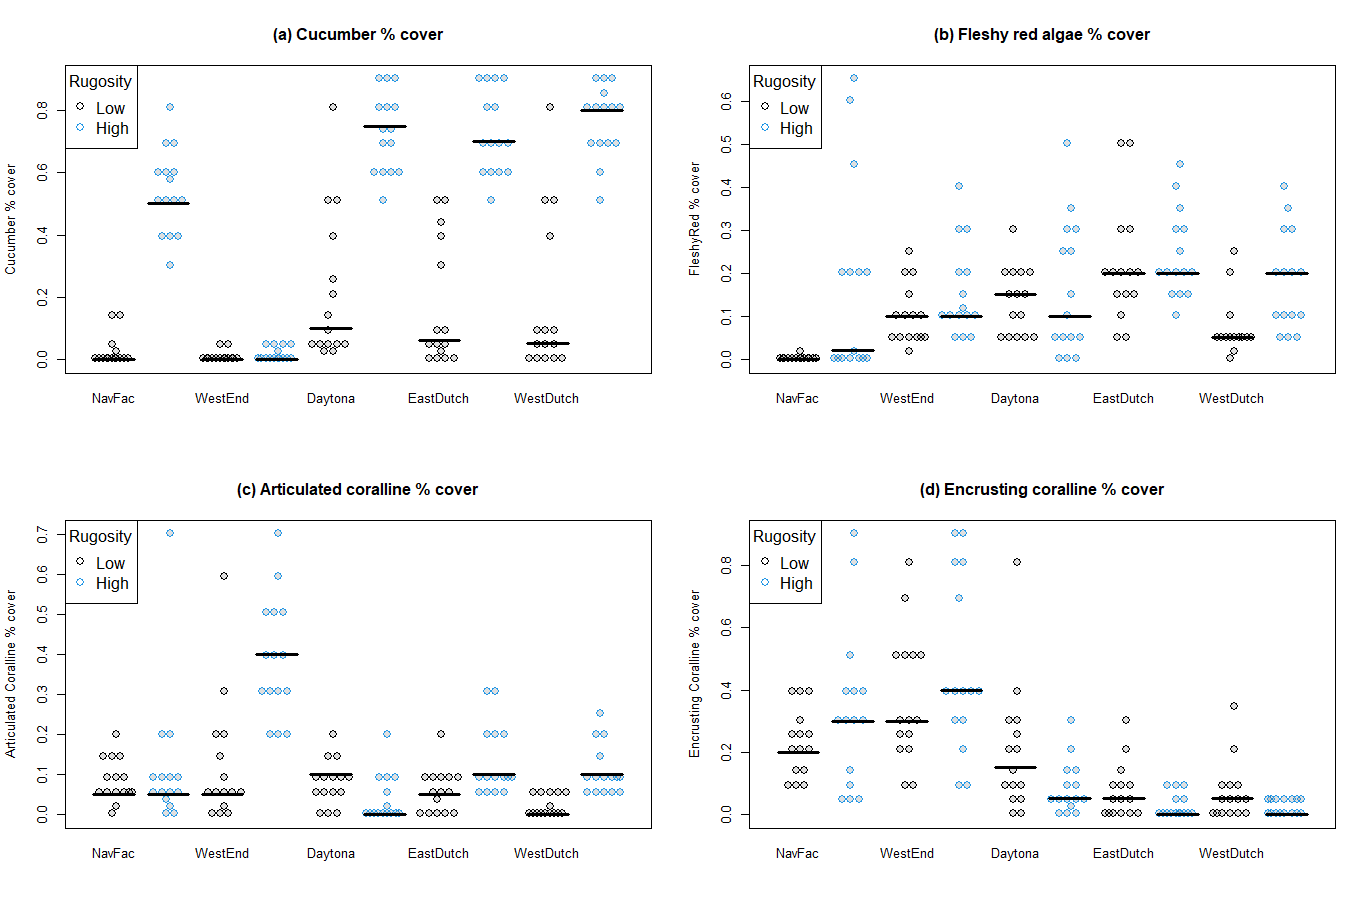 (a) Cucumber % cover
Rugosity
Low
High
Cucumber % cover
0.8
0.6
0.4
0.2
0.0
NavFac WestEnd Daytona EastDutch WestDutch
(b) Fleshy red algae % cover
Rugosity
Low
High
FleshyRed % cover
0.6
0.5
0.4
0.3
0.2
0.1
0.0
NavFac WestEnd Daytona EastDutch WestDutch
(c) Articulated coralline % cover
Rugosity
Low
High
Articulated Coralline % cover
0.7
0.6
0.5
0.4
0.3
0.2
0.1
0.0
NavFac WestEnd Daytona EastDutch WestDutch
(d) Encrusting coralline % cover
Rugosity
Low
High
Encrusting Coralline % cover
0.8
0.6
0.4
0.2
0.0
NavFac WestEnd Daytona EastDutch WestDutch